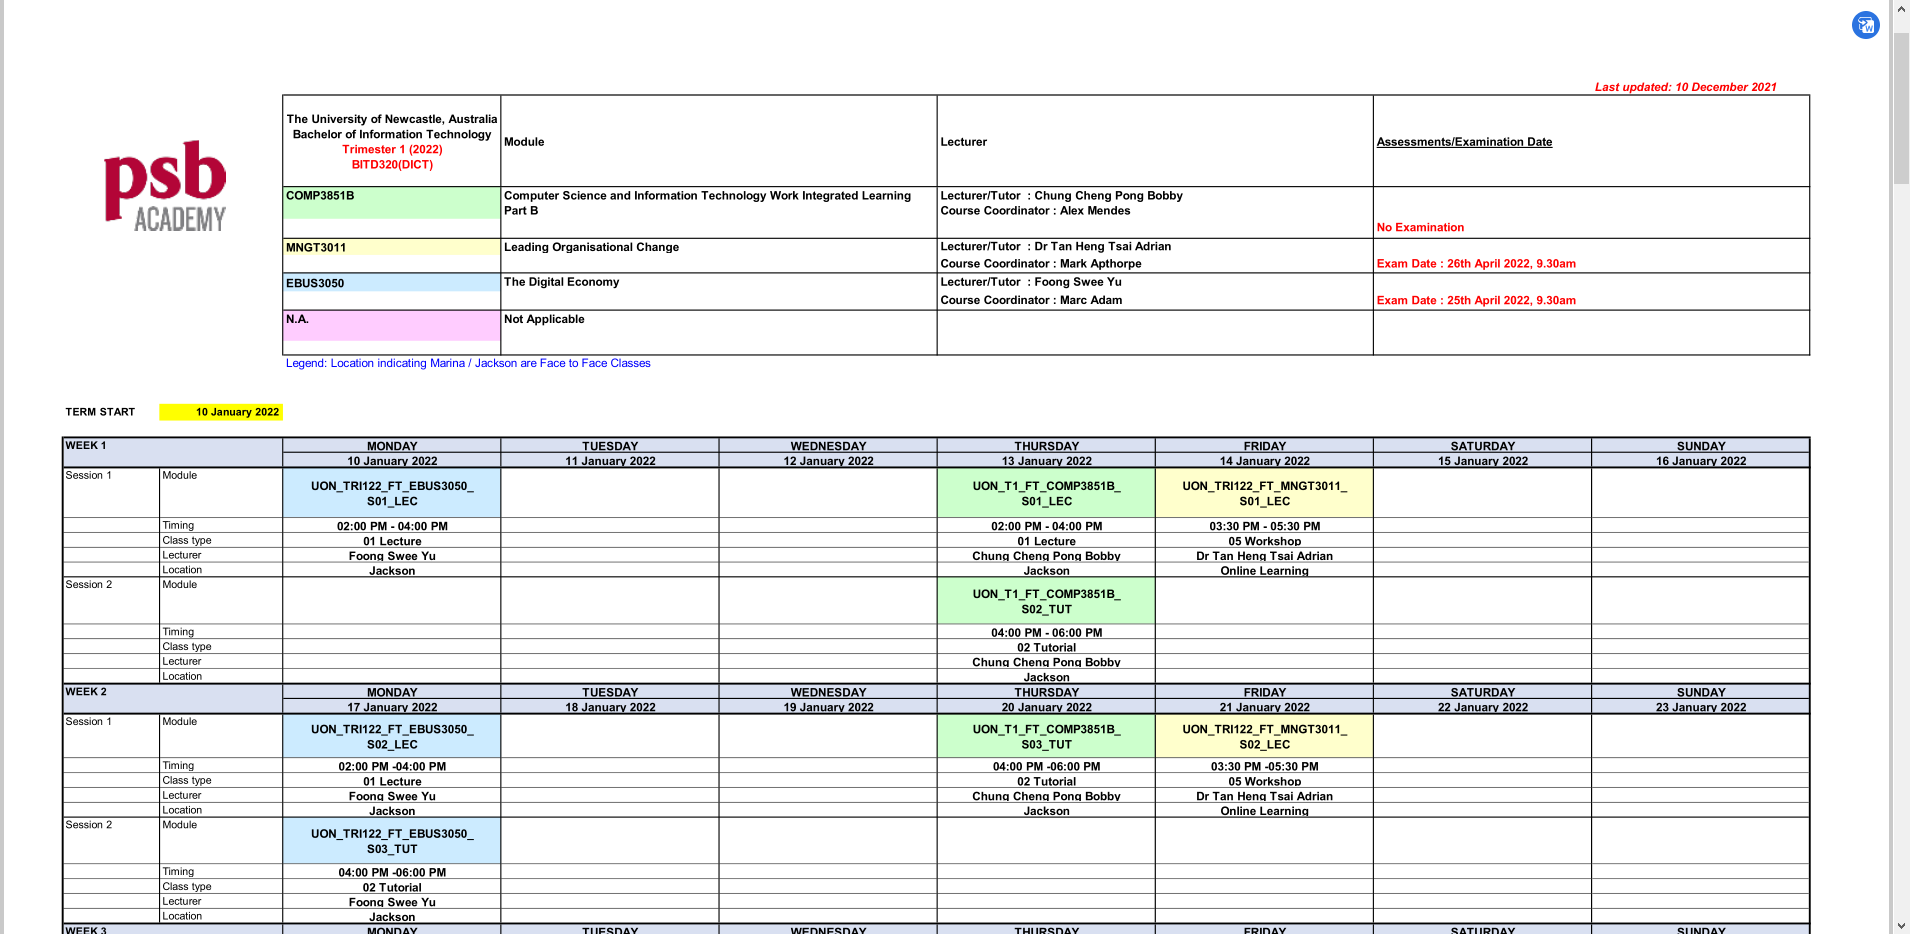 Last updated: 10 December 2021
psb
ACADEMY
The University of Newcastle, Australia
Bachelor of Information Technology
Trimester 1 (2022)
BITD320(DICT)
Module
Lecturer
Assessments/Examination Date
COMP3851B
Computer Science and Information Technology Work Integrated Learning
Part B
Lecturer/Tutor : Chung Cheng Pong Bobby
Course Coordinator : Alex Mendes
No Examination
MNGT3011
Leading Organisational Change
Lecturer/Tutor : Dr Tan Heng Tsai Adrian
Course Coordinator : Mark Apthorpe
Exam Date : 26th April 2022, 9.30am
EBUS3050
The Digital Economy
Lecturer/Tutor : Foong Swee Yu
Course Coordinator : Marc Adam
Exam Date : 25th April 2022, 9.30am
N.A.
Not Applicable
Legend: Location indicating Marina / Jackson are Face to Face Classes
TERM START 10 January 2022
WEEK 1 MONDAY TUESDAY WEDNESDAY THURSDAY FRIDAY SATURDAY SUNDAY
10 January 2022 11 January 2022 12 January 2022 13 January 2022 14 January 2022 15 January 2022 16 January 2022
Session 1 Module
UON_TRI122_FT_EBUS3050_ UON_T1_FT_COMP3851B_ UON_TRI122_FT_MNGT3011_
S01_LEC S01_LEC S01_LEC
Timing 02:00 PM - 04:00 PM 02:00 PM - 04:00 PM 03:30 PM - 05:30 PM
Class type 01 Lecture 01 Lecture 05 Workshop
Lecturer Foong Swee Yu Chung Cheng Pong Bobby Dr Tan Heng Tsai Adrian
Location Jackson Jackson Online Learning
Session 2 Module
UON_T1_FT_COMP3851B_
S02_TUT
Timing 04:00 PM - 06:00 PM
Class type 02 Tutorial
Lecturer Chung Cheng Pong Bobby
Location Jackson
WEEK 2 MONDAY TUESDAY WEDNESDAY THURSDAY FRIDAY SATURDAY SUNDAY
17 January 2022 18 January 2022 19 January 2022 20 January 2022 21 January 2022 22 January 2022 23 January 2022
Session 1 Module
UON_TRI122_FT_EBUS3050_ UON_T1_FT_COMP3851B_ UON_TRI122_FT_MNGT3011_
S02_LEC S03_TUT S02_LEC
Timing 02:00 PM -04:00 PM 04:00 PM -06:00 PM 03:30 PM -05:30 PM
Class type 01 Lecture 02 Tutorial 05 Workshop
Lecturer Foong Swee Yu Chung Cheng Pong Bobby Dr Tan Heng Tsai Adrian
Location Jackson Jackson Online Learning
Session 2 Module
UON_TRI122_FT_EBUS3050_
S03_TUT
Timing 04:00 PM -06:00 PM
Class type 02 Tutorial
Lecturer Foong Swee Yu
Location Jackson
WEEK 3 MONDAY TUESDAY WEDNESDAY THURSDAY FRIDAY SATURDAY SUNDAY